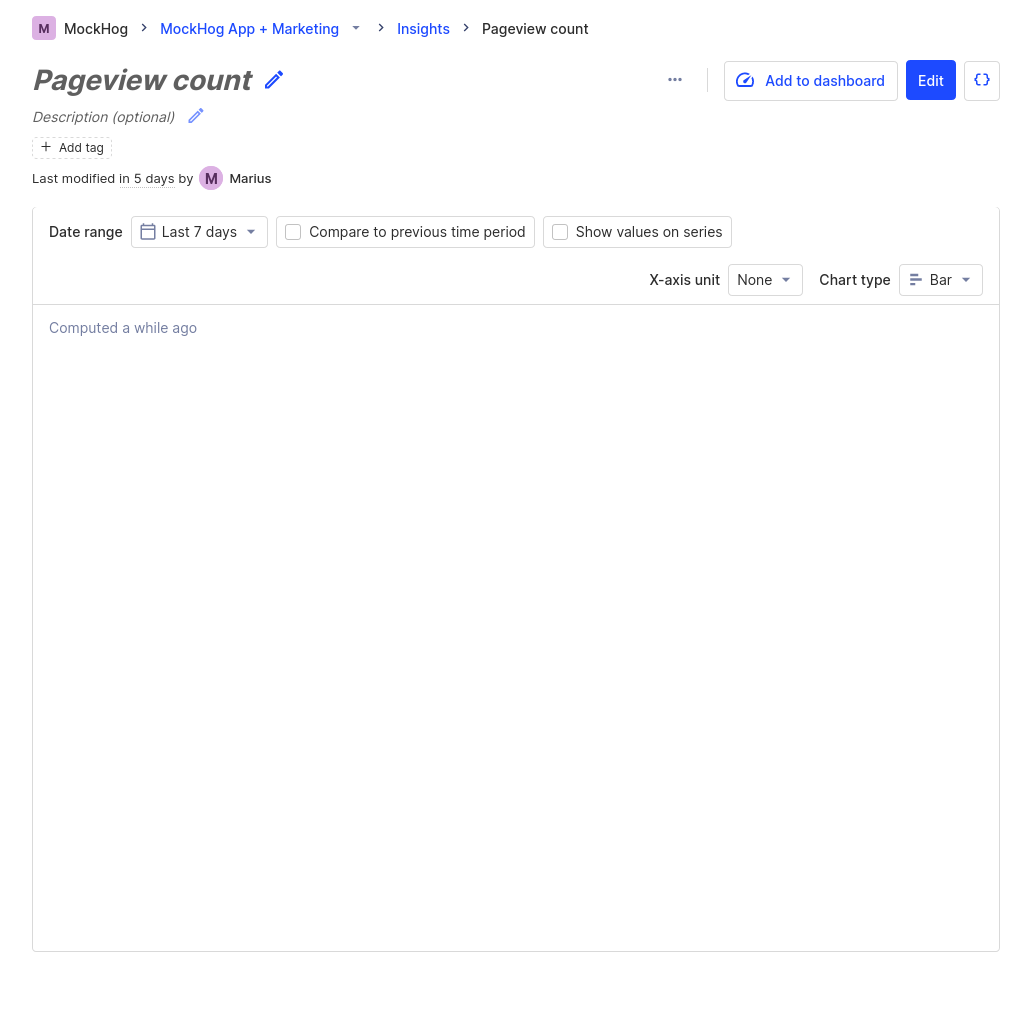 M MockHog MockHog App + Marketing Insights Pageview count
Pageview count
Add to dashboard Edit {}
Description (optional)
+ Add tag
Last modified in 5 days by M Marius
Date range Last 7 days Compare to previous time period Show values on series
X-axis unit None Chart type Bar
Computed a while ago